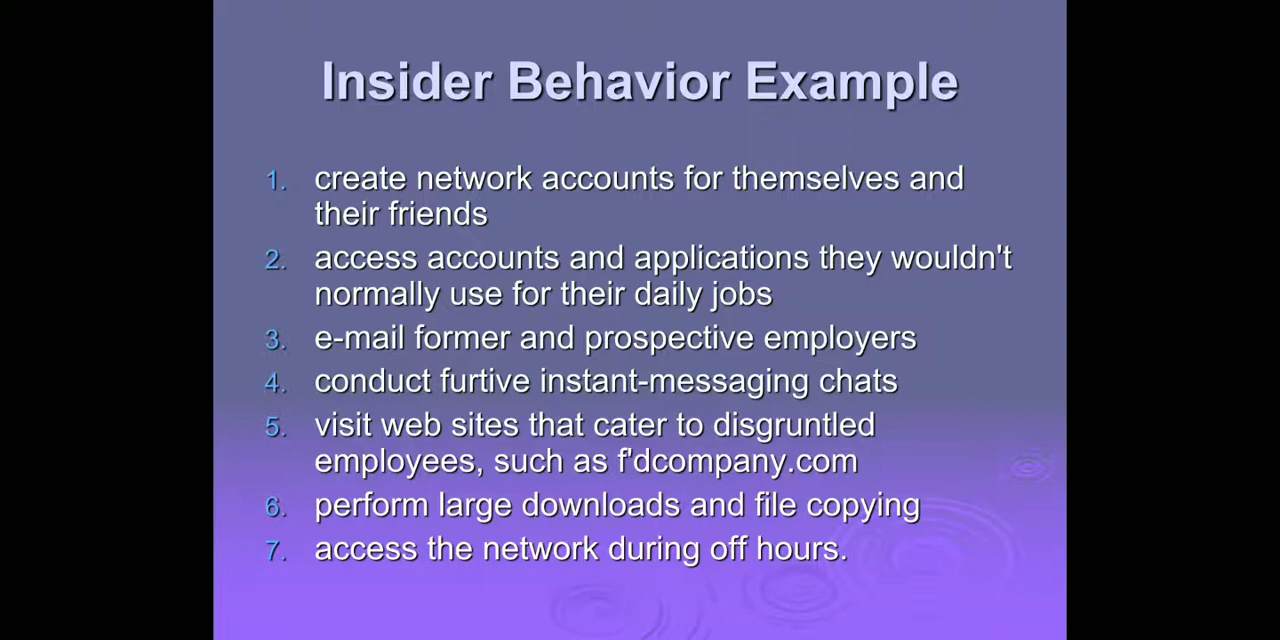 Insider Behavior Example
1. create network accounts for themselves and
their friends
2. access accounts and applications they wouldn't
normally use for their daily jobs
3. e-mail former and prospective employers
4. conduct furtive instant-messaging chats
5. visit web sites that cater to disgruntled
employees, such as f'dcompany.com
6. perform large downloads and file copying
7. access the network during off hours.